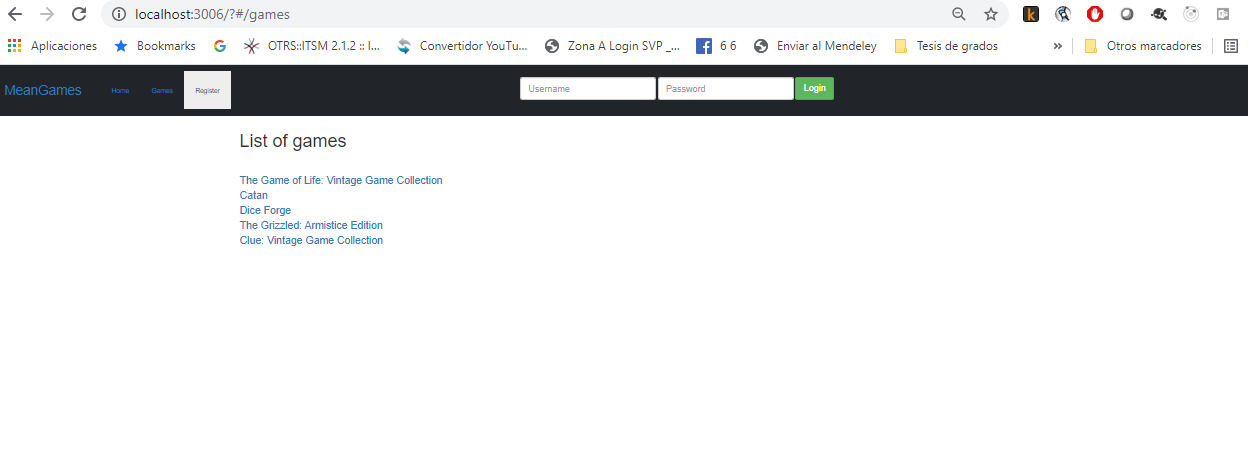 localhost:3006/?#/games
Aplicaciones Bookmarks OTRS::ITSM 2.1.2 :: I... Convertidor YouTu... Zona A Login SVP _... 6 6 Enviar al Mendeley Tesis de grados » Otros marcadores
MeanGames Home Games Register Username Password Login
List of games
The Game of Life: Vintage Game Collection
Catan
Dice Forge
The Grizzled: Armistice Edition
Clue: Vintage Game Collection